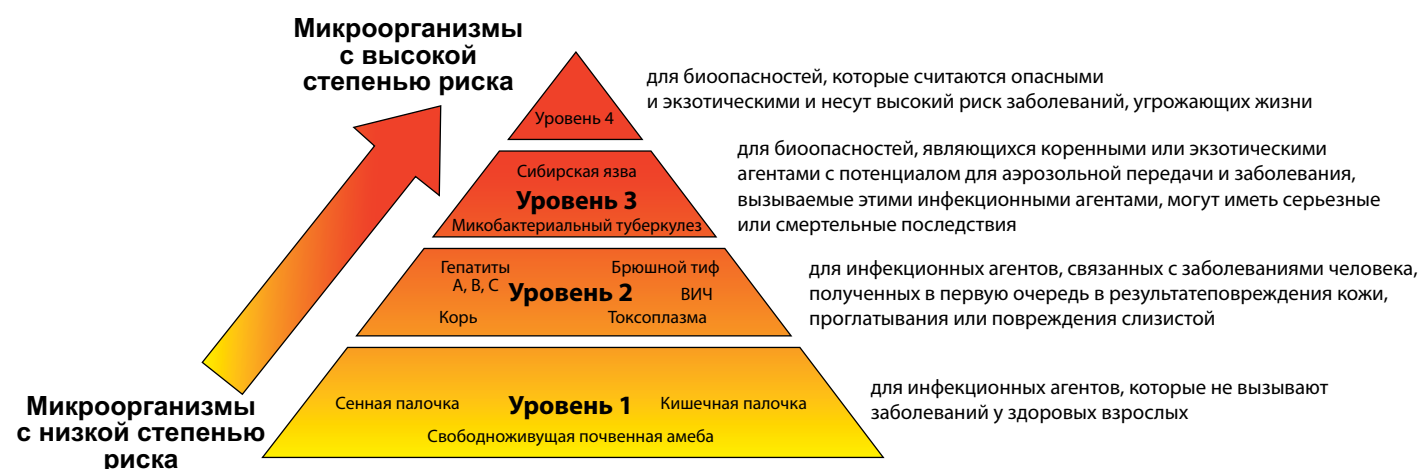 Микроорганизмы
с высокой
степенью риска
для биоопасностей, которые считаются опасными
и экзотическими и несут высокий риск заболеваний, угрожающих жизни
Уровень 4
для биоопасностей, являющихся коренными или экзотическими
агентами с потенциалом для аэрозольной передачи и заболевания,
вызываемые этими инфекционными агентами, могут иметь серьезные
или смертельные последствия
Сибирская язва
Уровень 3
Микобактериальный туберкулез
для инфекционных агентов, связанных с заболеваниями человека,
полученных в первую очередь в результатеповреждения кожи,
проглатывания или повреждения слизистой
Гепатиты
A, B, C
Уровень 2
Брюшной тиф
ВИЧ
Корь
Токсоплазма
для инфекционных агентов, которые не вызывают
заболеваний у здоровых взрослых
Сенная палочка
Уровень 1
Кишечная палочка
Свободноживущая почвенная амеба
Микроорганизмы
с низкой степенью
риска